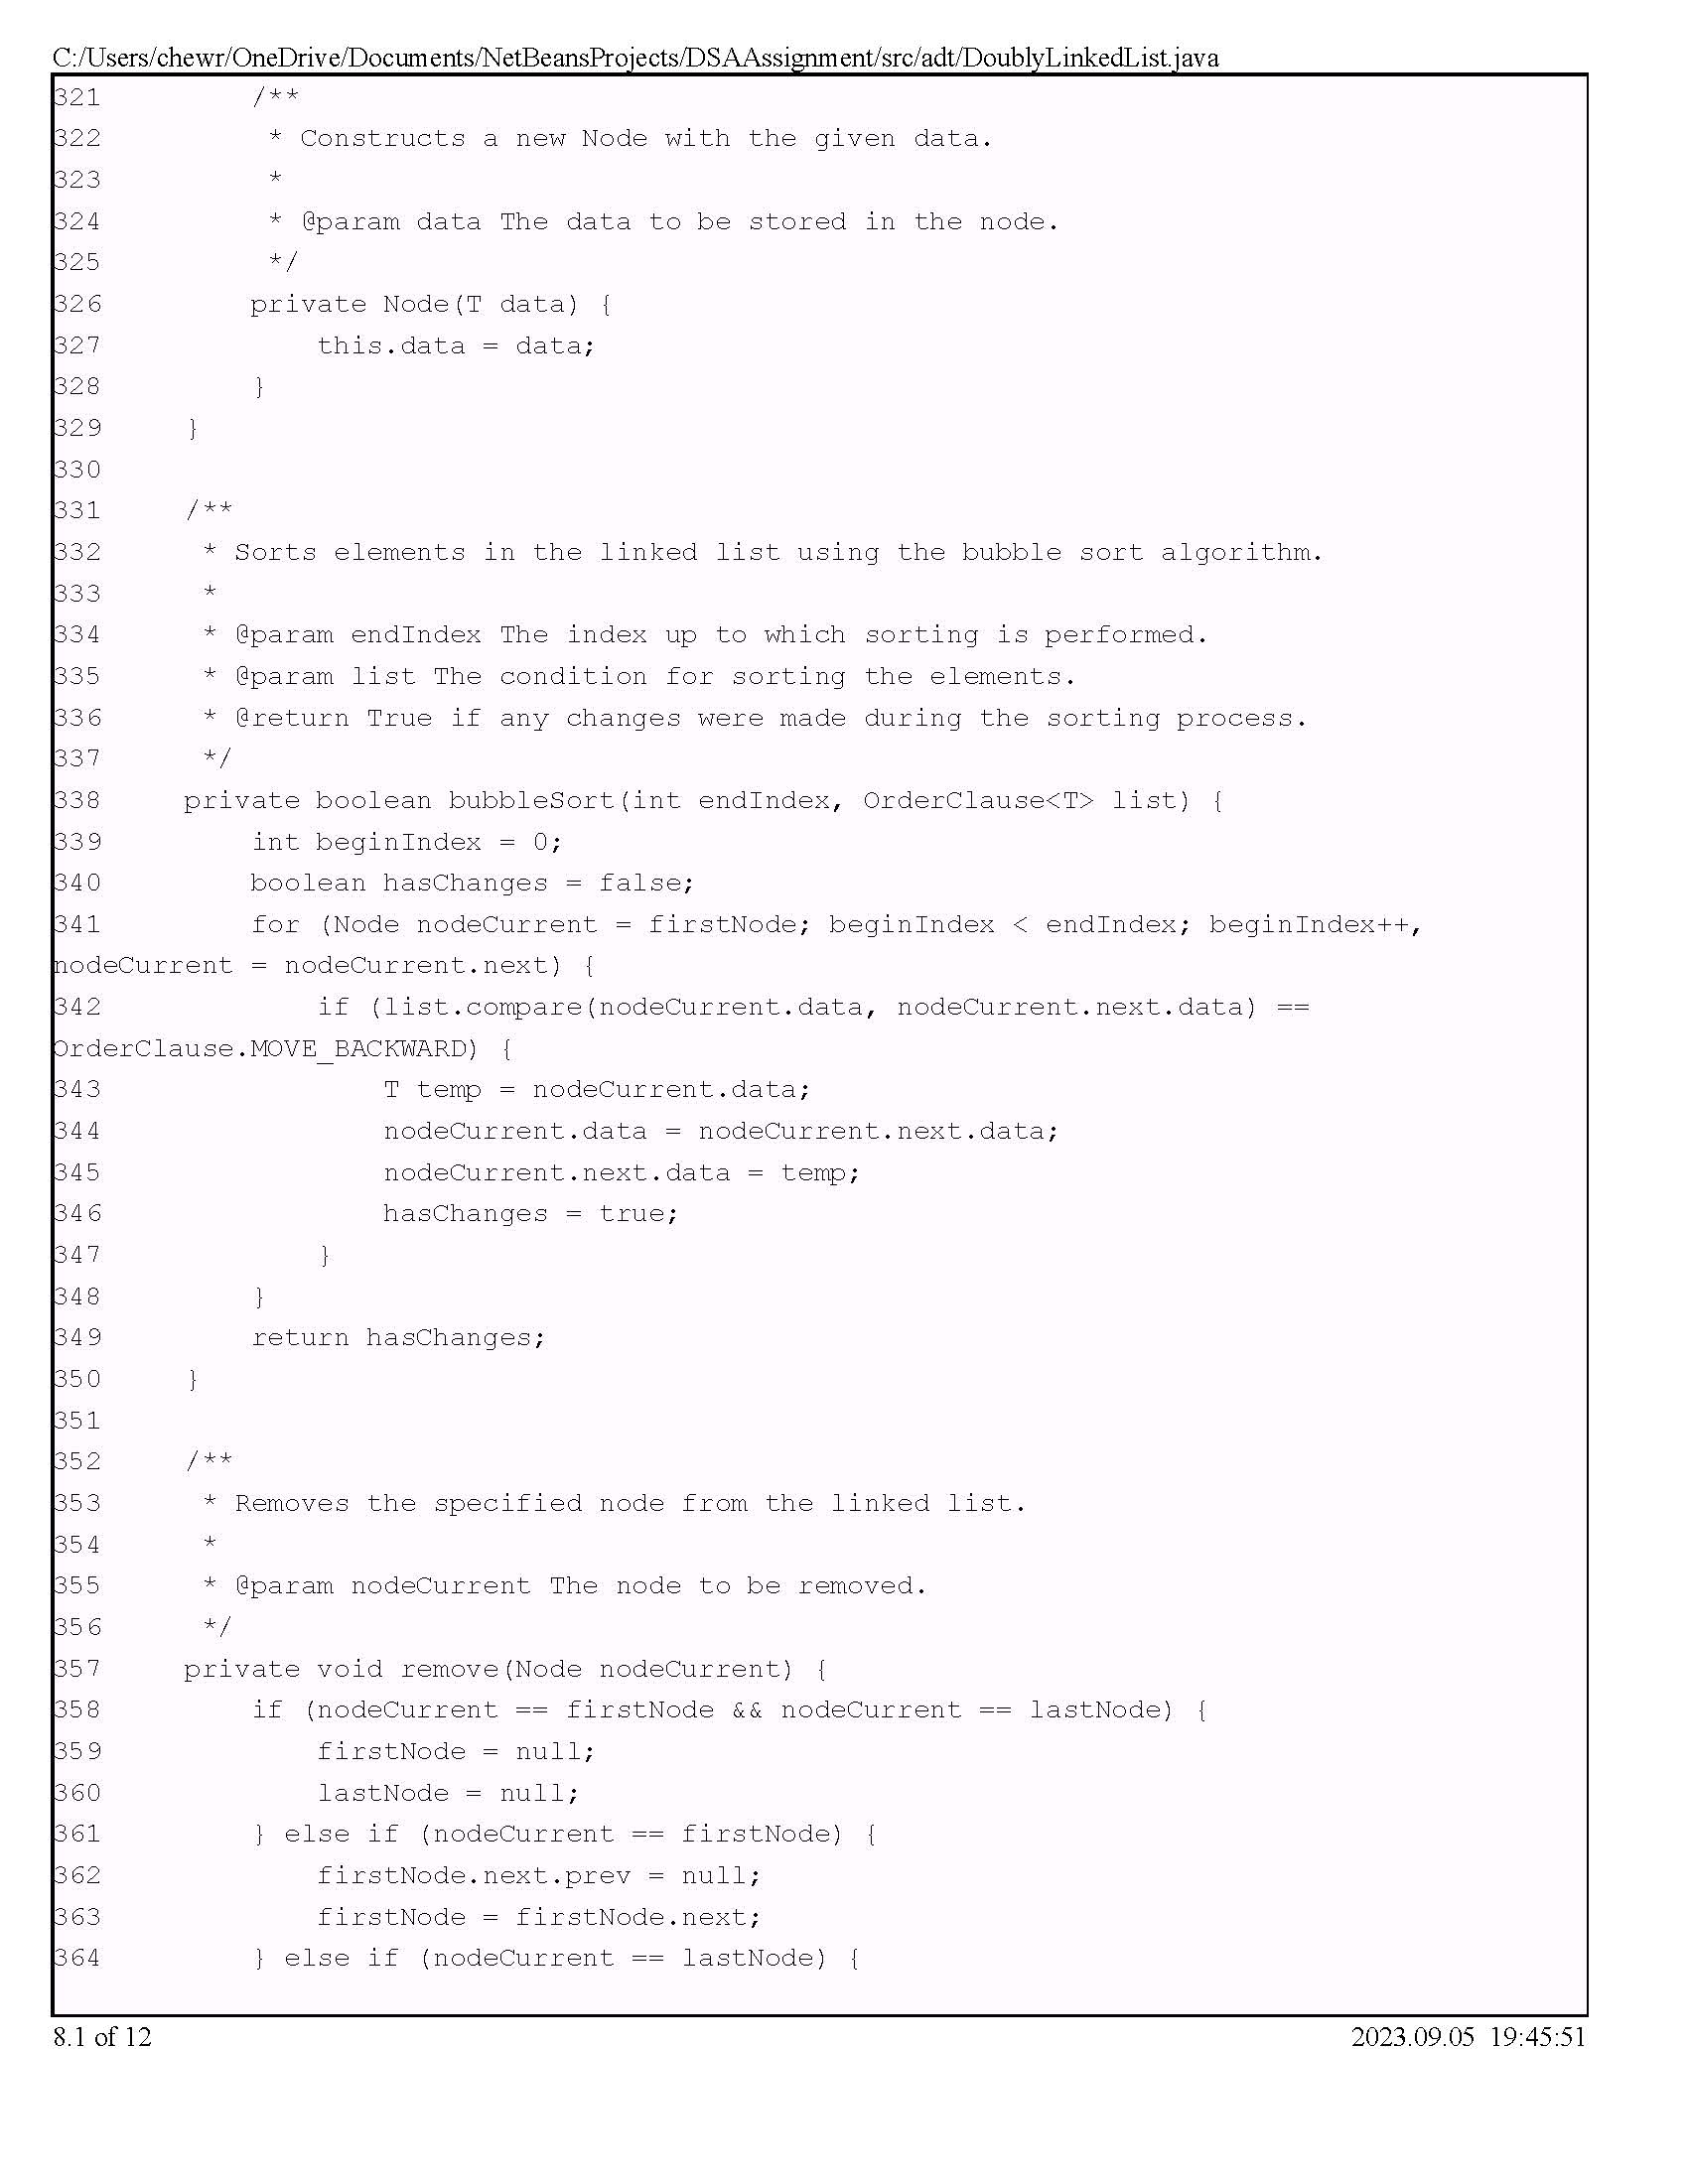 C:/Users/chewr/OneDrive/Documents/NetBeansProjects/DSAAssignment/src/adt/DoublyLinkedList.java
321         /**
322          * Constructs a new Node with the given data.
323          *
324          * @param data The data to be stored in the node.
325          */
326         private Node(T data) {
327             this.data = data;
328         }
329     }
330
331     /**
332      * Sorts elements in the linked list using the bubble sort algorithm.
333      *
334      * @param endIndex The index up to which sorting is performed.
335      * @param list The condition for sorting the elements.
336      * @return True if any changes were made during the sorting process.
337      */
338     private boolean bubbleSort(int endIndex, OrderClause<T> list) {
339         int beginIndex = 0;
340         boolean hasChanges = false;
341         for (Node nodeCurrent = firstNode; beginIndex < endIndex; beginIndex++,
nodeCurrent = nodeCurrent.next) {
342             if (list.compare(nodeCurrent.data, nodeCurrent.next.data) ==
OrderClause.MOVE_BACKWARD) {
343                 T temp = nodeCurrent.data;
344                 nodeCurrent.data = nodeCurrent.next.data;
345                 nodeCurrent.next.data = temp;
346                 hasChanges = true;
347             }
348         }
349         return hasChanges;
350     }
351
352     /**
353      * Removes the specified node from the linked list.
354      *
355      * @param nodeCurrent The node to be removed.
356      */
357     private void remove(Node nodeCurrent) {
358         if (nodeCurrent == firstNode && nodeCurrent == lastNode) {
359             firstNode = null;
360             lastNode = null;
361         } else if (nodeCurrent == firstNode) {
362             firstNode.next.prev = null;
363             firstNode = firstNode.next;
364         } else if (nodeCurrent == lastNode) {
8.1 of 12
2023.09.05 19:45:51